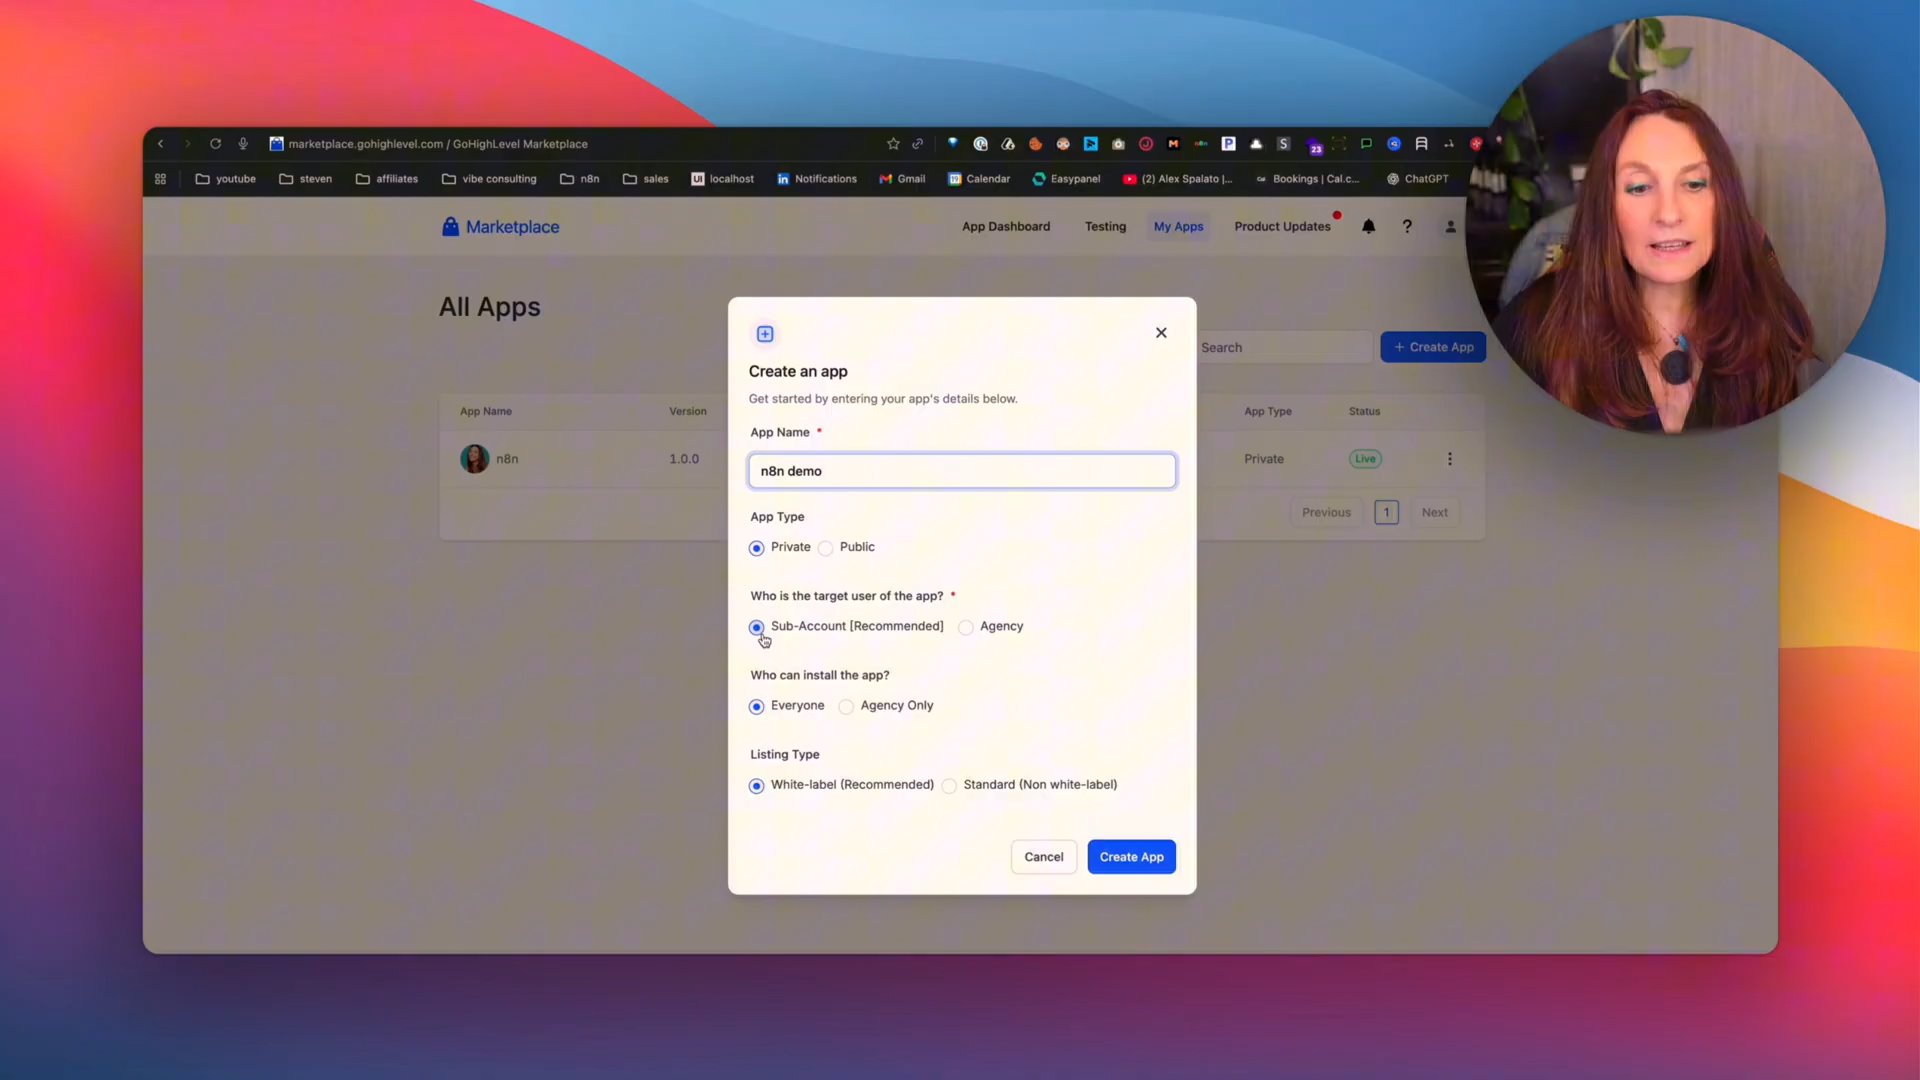 marketplace.gohighlevel.com / GoHighLevel Marketplace
23
youtube steven affiliates vibe consulting n8n sales UI localhost in Notifications Gmail Calendar Easypanel (2) Alex Spalato |... Cal Bookings | Cal.c... ChatGPT
Marketplace App Dashboard Testing My Apps Product Updates ?
All Apps
Search + Create App
App Name Version App Type Status
n8n 1.0.0 Private Live
Previous 1 Next
Create an app
Get started by entering your app's details below.
App Name *
n8n demo
App Type
Private Public
Who is the target user of the app? *
Sub-Account [Recommended] Agency
Who can install the app?
Everyone Agency Only
Listing Type
White-label (Recommended) Standard (Non white-label)
Cancel Create App